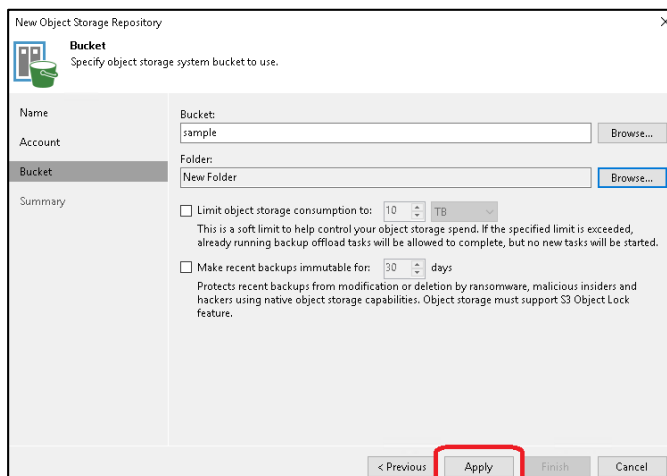 New Object Storage Repository
Bucket
Specify object storage system bucket to use.
Name
Account
Bucket
Summary
Bucket:
sample
Browse...
Folder:
New Folder
Browse...
Limit object storage consumption to: 10 TB
This is a soft limit to help control your object storage spend. If the specified limit is exceeded,
already running backup offload tasks will be allowed to complete, but no new tasks will be started.
Make recent backups immutable for: 30 days
Protects recent backups from modification or deletion by ransomware, malicious insiders and
hackers using native object storage capabilities. Object storage must support S3 Object Lock
feature.
< Previous Apply Finish Cancel